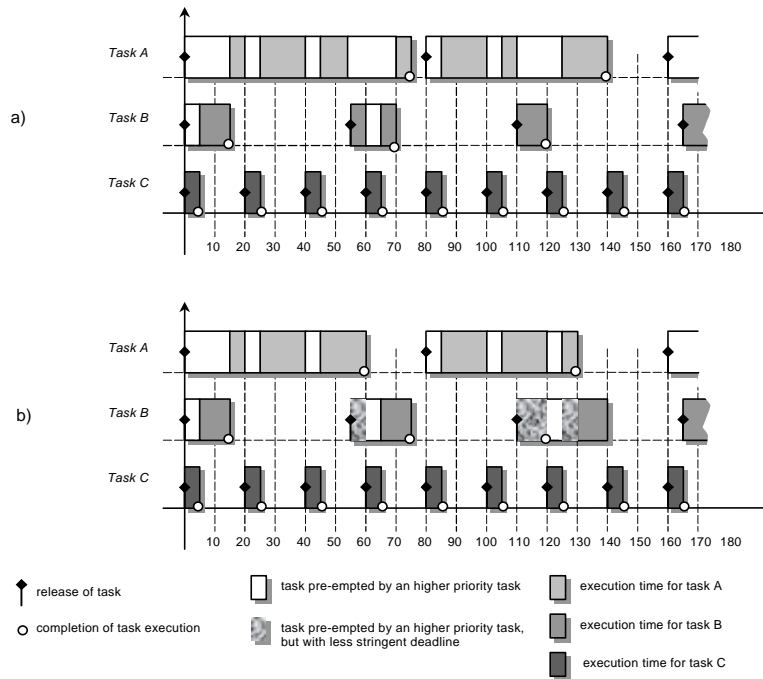 a)
Task A
Task B
Task C
10 20 30 40 50 60 70 80 90 100 110 120 130 140 150 160 170 180
b)
Task A
Task B
Task C
10 20 30 40 50 60 70 80 90 100 110 120 130 140 150 160 170 180
release of task
completion of task execution
task pre-empted by an higher priority task
task pre-empted by an higher priority task,
but with less stringent deadline
execution time for task A
execution time for task B
execution time for task C